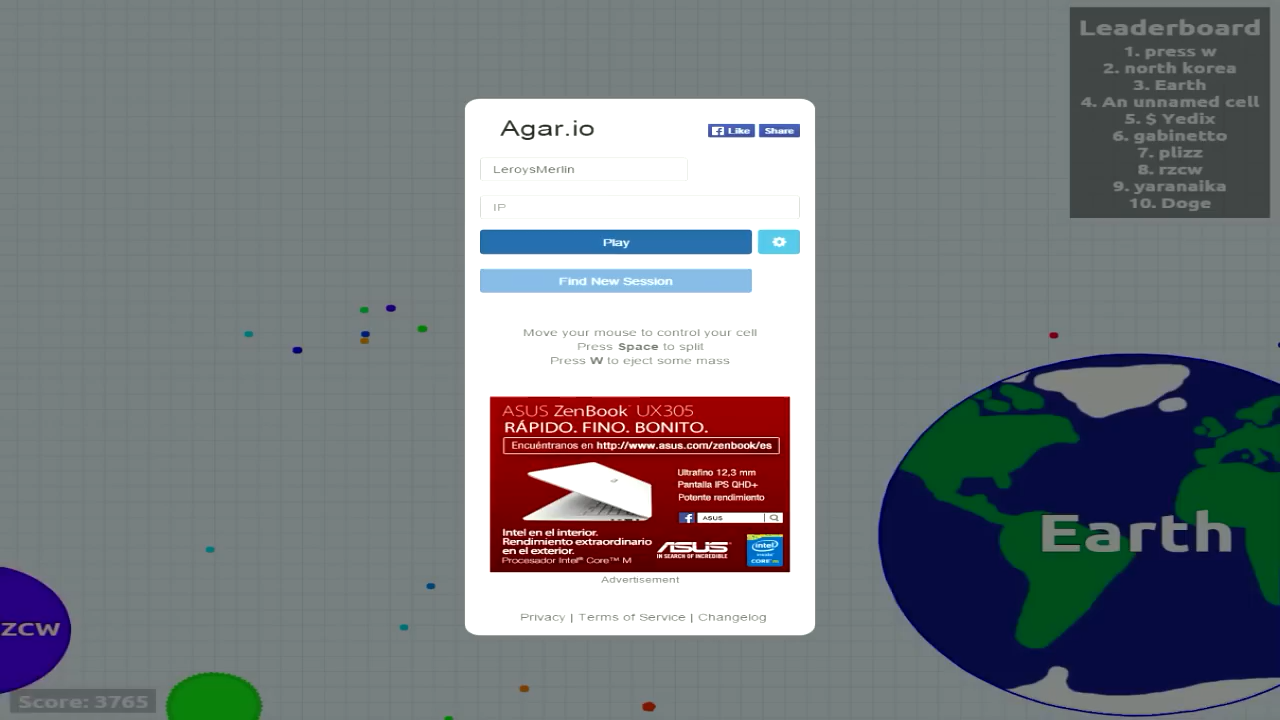 Leaderboard
1. press w
2. north korea
3. Earth
4. An unnamed cell
5. $ Yedix
6. gabinetto
7. plizz
8. rzcw
9. yaranaika
10. Doge
Agar.io
Like Share
LeroysMerlin
IP
Play
Find New Session
Move your mouse to control your cell
Press Space to split
Press W to eject some mass
ASUS ZenBook UX305
RÁPIDO. FINO. BONITO.
Encuéntranos en http://www.asus.com/zenbook/es
Ultrafino 12,3 mm
Pantalla IPS QHD+
Potente rendimiento
ASUS
Intel en el interior.
Rendimiento extraordinario
en el exterior.
Procesador Intel® Core™ M
ASUS
IN SEARCH OF INCREDIBLE
intel
CORE
Advertisement
Privacy | Terms of Service | Changelog
Earth
ZCW
Score: 3765